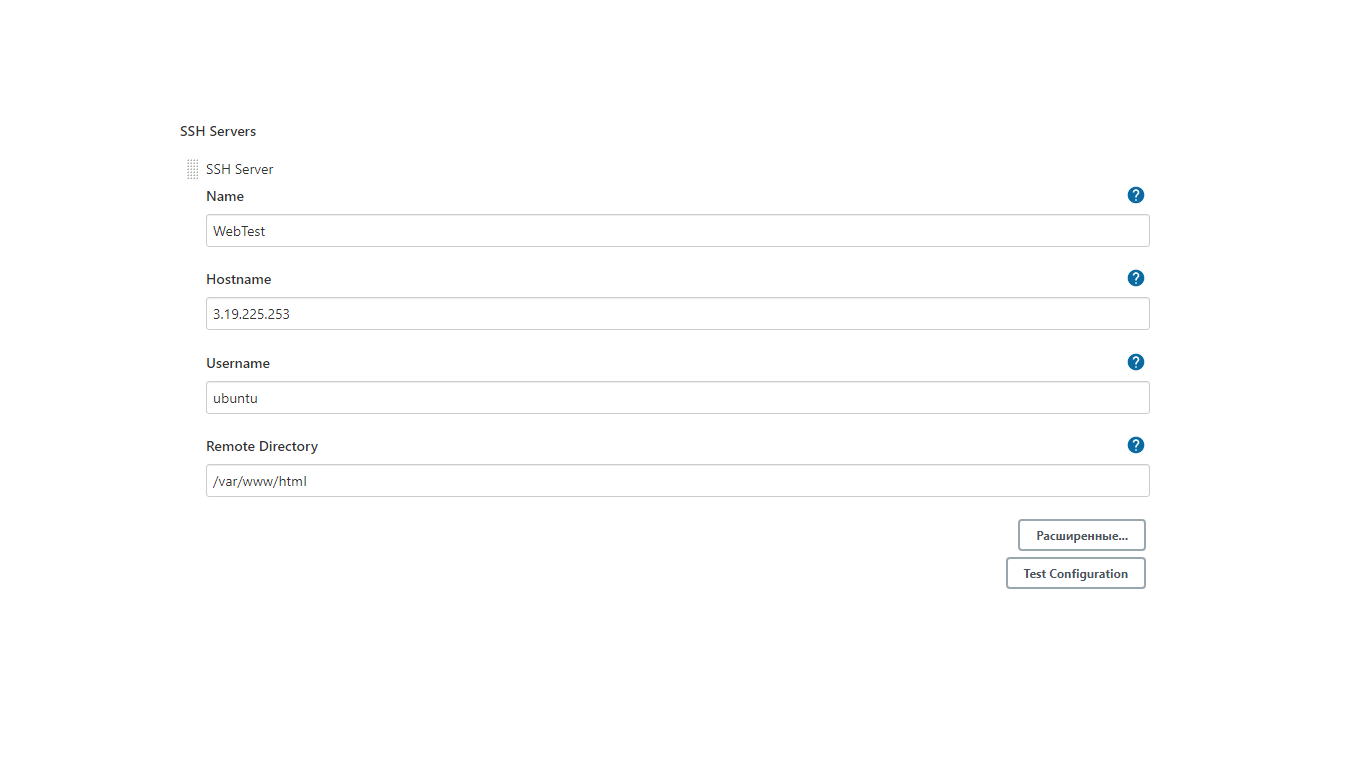 SSH Servers
SSH Server
Name
?
WebTest
Hostname
?
3.19.225.253
Username
?
ubuntu
Remote Directory
?
/var/www/html
Расширенные...
Test Configuration